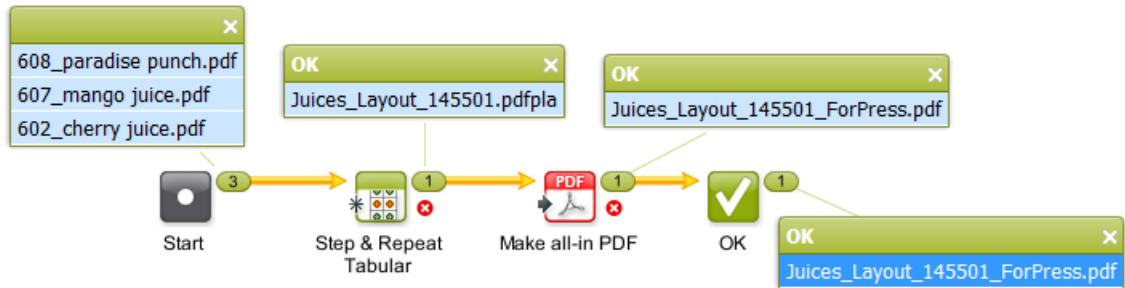 608_paradise punch.pdf
607_mango juice.pdf
602_cherry juice.pdf
OK
Juices_Layout_145501.pdfpla
OK
Juices_Layout_145501_ForPress.pdf
3
1
PDF
1
1
Start
Step & Repeat
Tabular
Make all-in PDF
OK
OK
Juices_Layout_145501_ForPress.pdf